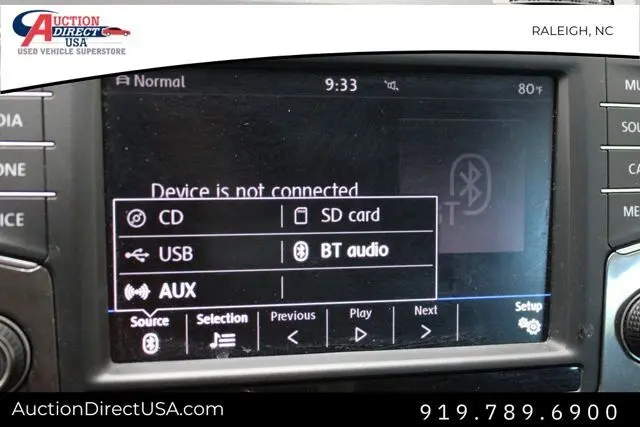 AUCTION
DIRECT
USA
USED VEHICLE SUPERSTORE
RALEIGH, NC
Normal
9:33
80°F
Device is not connected
CD
SD card
USB
BT audio
AUX
BT
Source
Selection
Previous
Play
Next
Setup
AuctionDirectUSA.com
919.789.6900